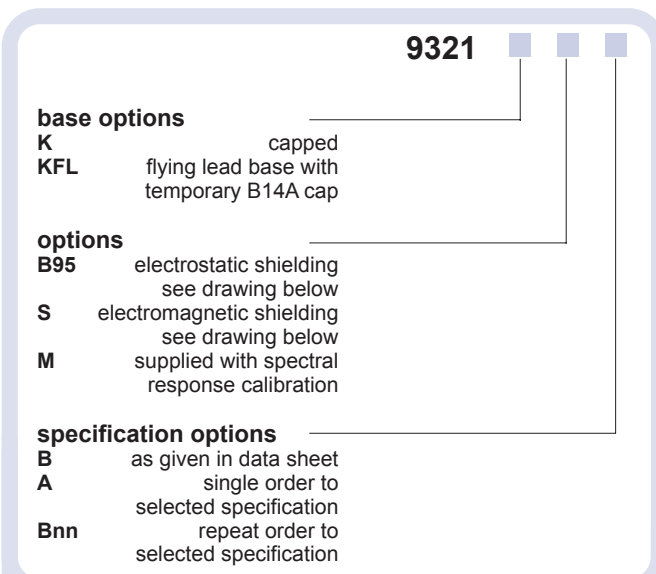 9321
base options
K capped
KFL flying lead base with
temporary B14A cap
options
B95 electrostatic shielding
see drawing below
S electromagnetic shielding
see drawing below
M supplied with spectral
response calibration
specification options
B as given in data sheet
A single order to
selected specification
Bnn repeat order to
selected specification